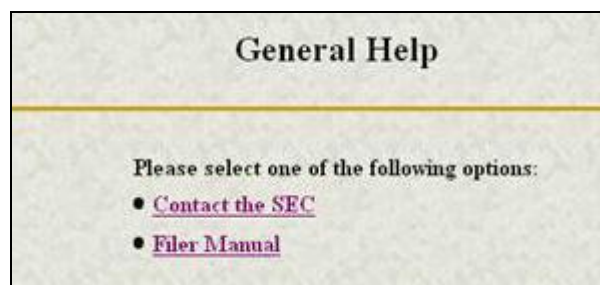 General Help
Please select one of the following options:
• Contact the SEC
• Filer Manual